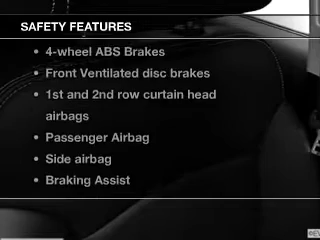 SAFETY FEATURES
• 4-wheel ABS Brakes
• Front Ventilated disc brakes
• 1st and 2nd row curtain head
airbags
• Passenger Airbag
• Side airbag
• Braking Assist